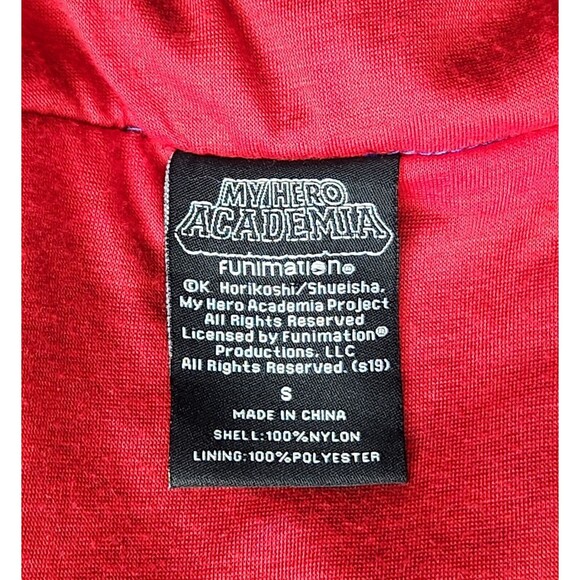 MY HERO
ACADEMIA
FUNIMATION®
©K Horikoshi/Shueisha,
My Hero Academia Project
All Rights Reserved
Licensed by Funimation®
Productions, LLC
All Rights Reserved. (s19)
S
MADE IN CHINA
SHELL:100%NYLON
LINING:100%POLYESTER